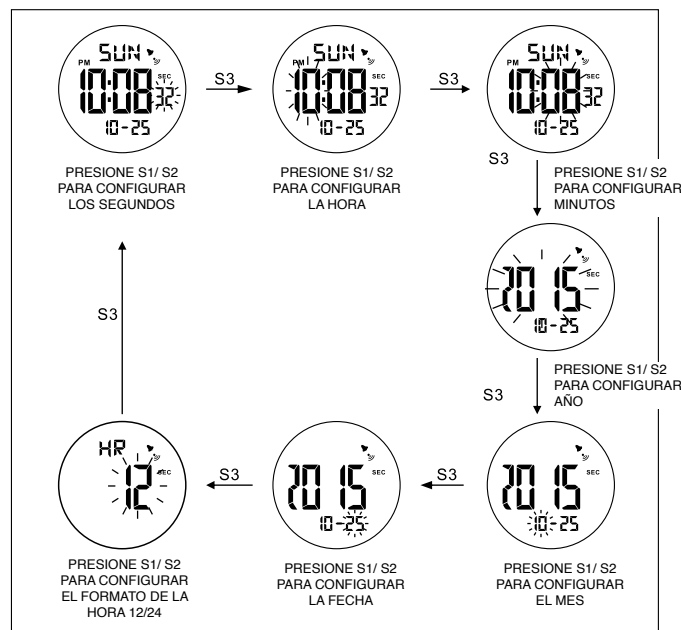 SUN
PM
10:08
SEC
32
10-25
S3
SUN
PM
10:08
SEC
32
10-25
S3
SUN
PM
10:08
SEC
32
10-25
PRESIONE S1/ S2
PARA CONFIGURAR
LOS SEGUNDOS
PRESIONE S1/ S2
PARA CONFIGURAR
LA HORA
S3
PRESIONE S1/ S2
PARA CONFIGURAR
MINUTOS
2015
SEC
10-25
S3
PRESIONE S1/ S2
PARA CONFIGURAR
AÑO
S3
HR
12
SEC
S3
2015
SEC
10-25
S3
2015
SEC
10-25
PRESIONE S1/ S2
PARA CONFIGURAR
EL FORMATO DE LA
HORA 12/24
PRESIONE S1/ S2
PARA CONFIGURAR
LA FECHA
PRESIONE S1/ S2
PARA CONFIGURAR
EL MES